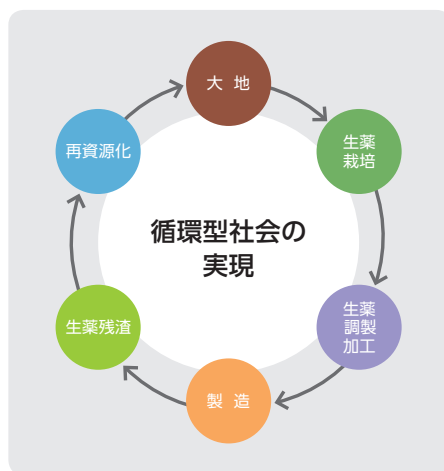 大地
生薬
栽培
生薬
調製
加工
製造
生薬残渣
再資源化
循環型社会の
実現